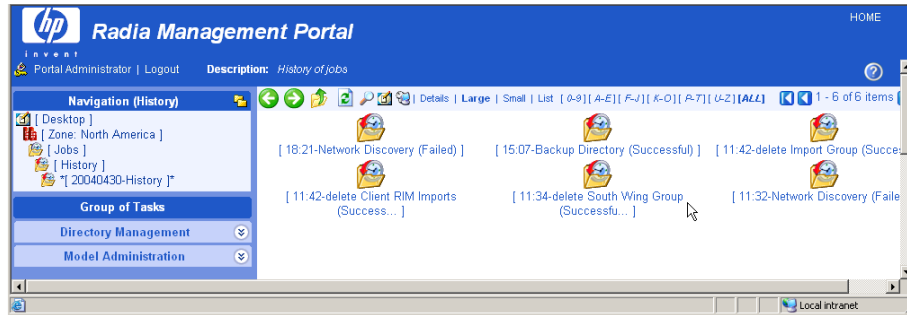 hp
invent
Radia Management Portal
HOME
Portal Administrator | Logout
Description: History of jobs
Navigation (History)
[ Desktop ]
[ Zone: North America ]
[ Jobs ]
[ History ]
*[ 20040430-History ]*
Group of Tasks
Directory Management
Model Administration
| Details | Large | Small | List [ 0-9 ] [ A-E ] [ F-J ] [ K-O ] [ P-T ] [ U-Z ] [ALL] 1 - 6 of 6 items
[ 18:21-Network Discovery (Failed) ]
[ 15:07-Backup Directory (Successful) ]
[ 11:42-delete Import Group (Succe
[ 11:42-delete Client RIM Imports
(Success... ]
[ 11:34-delete South Wing Group
(Successfu... ]
[ 11:32-Network Discovery (Faile
Local intranet